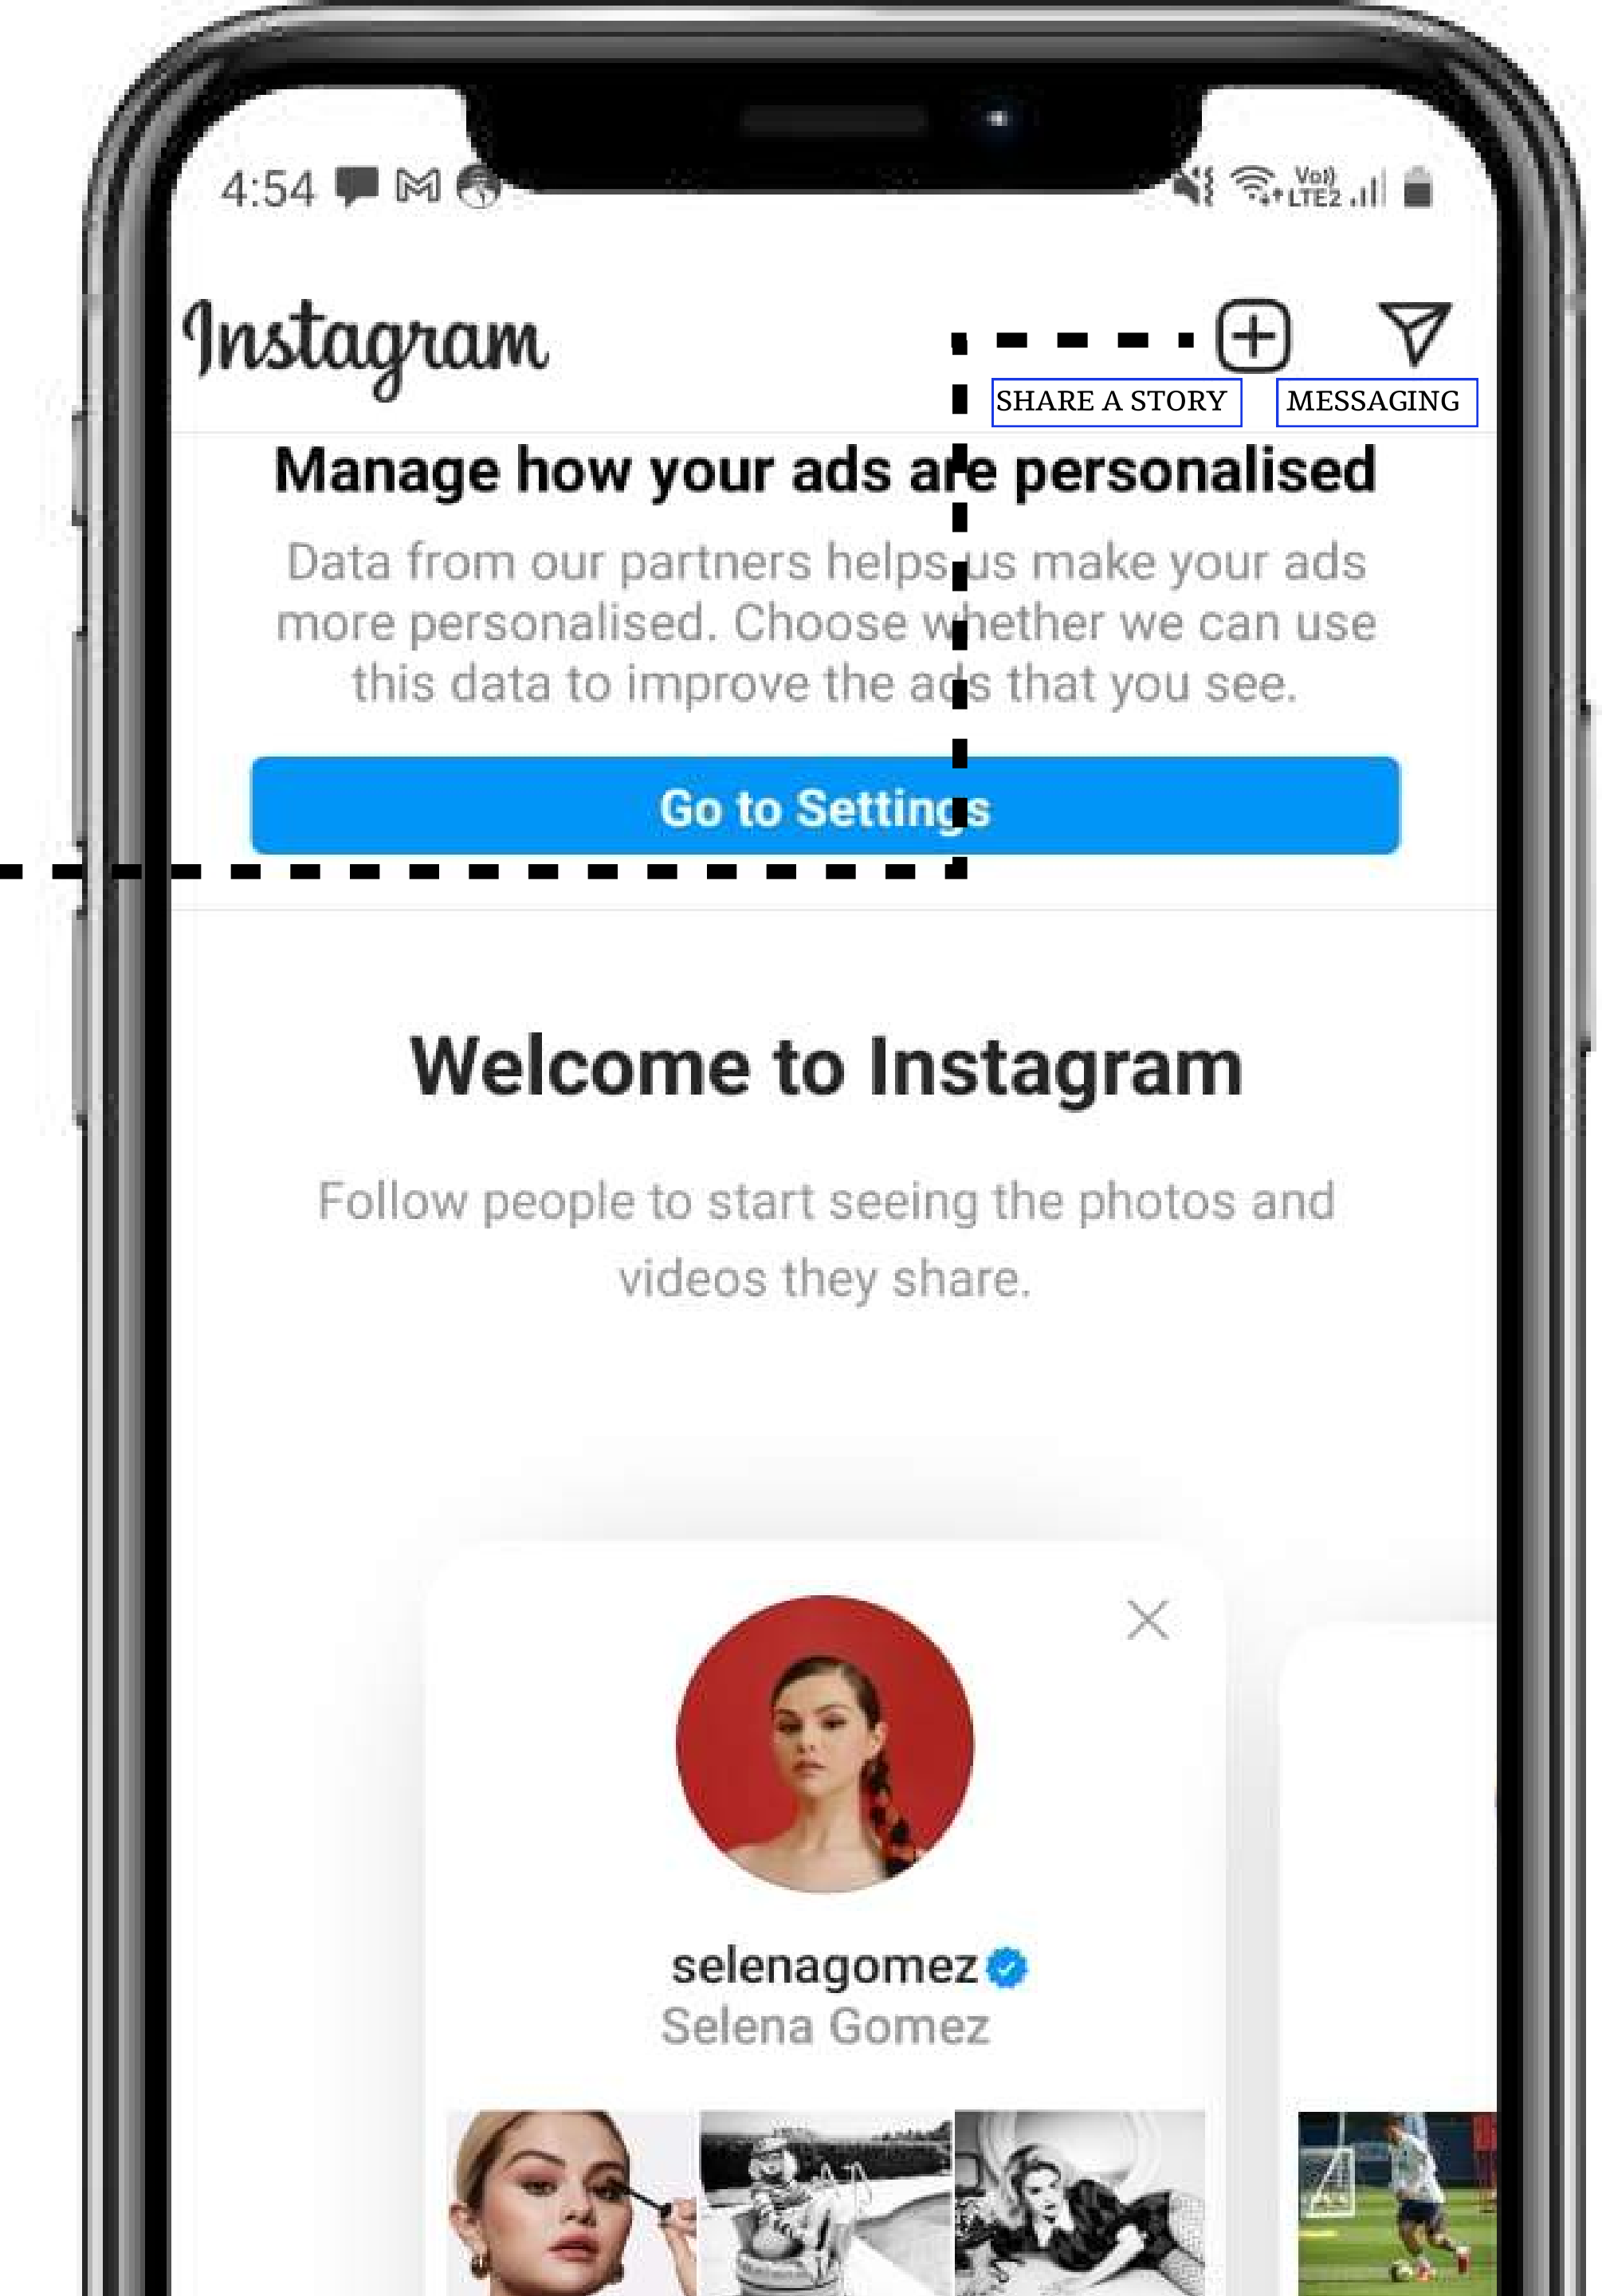 4:54 Vo)) LTE2
Instagram
SHARE A STORY MESSAGING
Manage how your ads are personalised
Data from our partners helps us make your ads
more personalised. Choose whether we can use
this data to improve the ads that you see.
Go to Settings
Welcome to Instagram
Follow people to start seeing the photos and
videos they share.
selenagomez
Selena Gomez